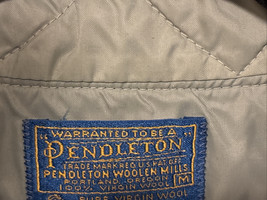 "WARRANTED TO BE A"
PENDLETON
TRADE MARK REG. U.S. PAT. OFF.
PENDLETON WOOLEN MILLS
PORTLAND, OREGON
100% VIRGIN WOOL
M
PURE VIRGIN WOOL